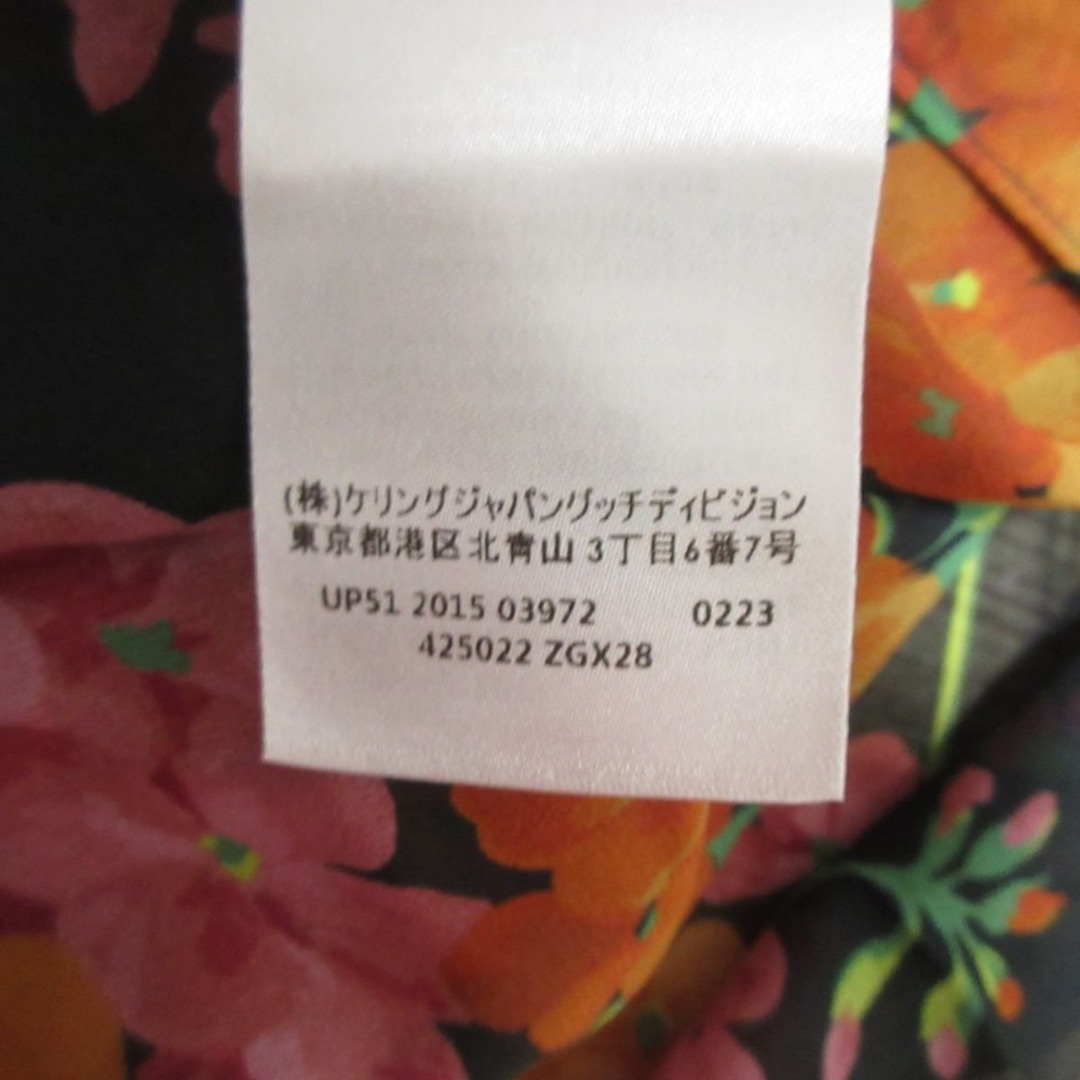 (株)ケリングジャパングッチディビジョン
東京都港区北青山 3丁目6番7号
UP51 2015 03972 0223
425022 ZGX28